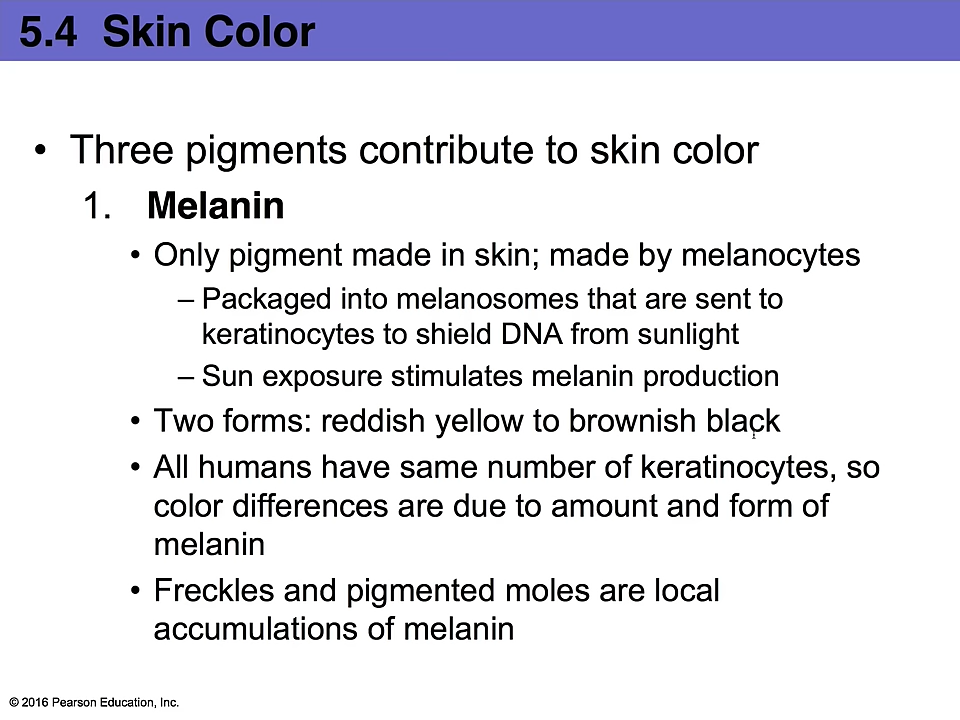 5.4 Skin Color
• Three pigments contribute to skin color
1. Melanin
• Only pigment made in skin; made by melanocytes
– Packaged into melanosomes that are sent to
keratinocytes to shield DNA from sunlight
– Sun exposure stimulates melanin production
• Two forms: reddish yellow to brownish black
• All humans have same number of keratinocytes, so
color differences are due to amount and form of
melanin
• Freckles and pigmented moles are local
accumulations of melanin
© 2016 Pearson Education, Inc.